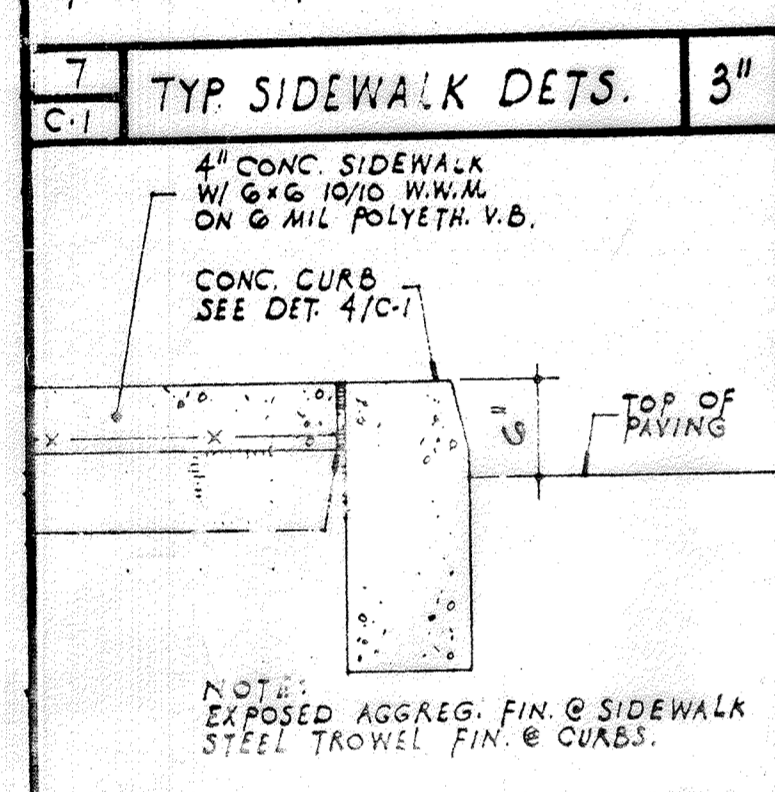 7
C·1
TYP. SIDEWALK DETS.
3"
4" CONC. SIDEWALK
W/ 6×6 10/10 W.W.M.
ON 6 MIL POLYETH. V.B.
CONC. CURB
SEE DET. 4/C-1
TOP OF
PAVING
NOTE:
EXPOSED AGGREG. FIN. @ SIDEWALK
STEEL TROWEL FIN. @ CURBS.